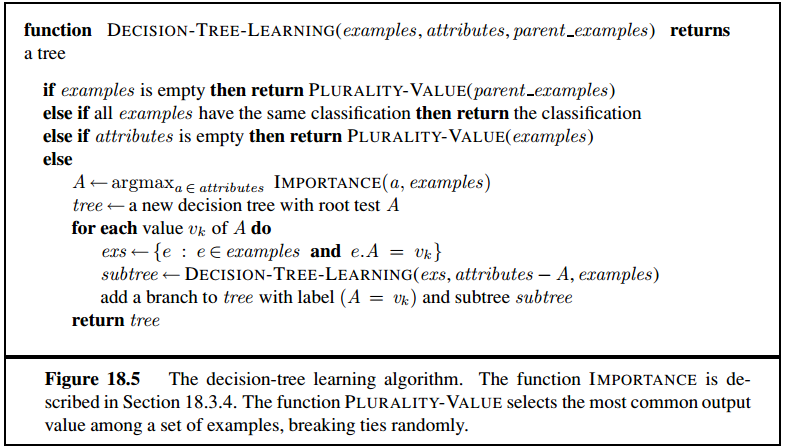 function DECISION-TREE-LEARNING(examples, attributes, parent_examples) returns
a tree
if examples is empty then return PLURALITY-VALUE(parent_examples)
else if all examples have the same classification then return the classification
else if attributes is empty then return PLURALITY-VALUE(examples)
else
A ← argmax a ∈ attributes IMPORTANCE(a, examples)
tree ← a new decision tree with root test A
for each value vk of A do
exs ← {e : e ∈ examples and e.A = vk}
subtree ← DECISION-TREE-LEARNING(exs, attributes − A, examples)
add a branch to tree with label (A = vk) and subtree subtree
return tree
Figure 18.5 The decision-tree learning algorithm. The function IMPORTANCE is de-
scribed in Section 18.3.4. The function PLURALITY-VALUE selects the most common output
value among a set of examples, breaking ties randomly.